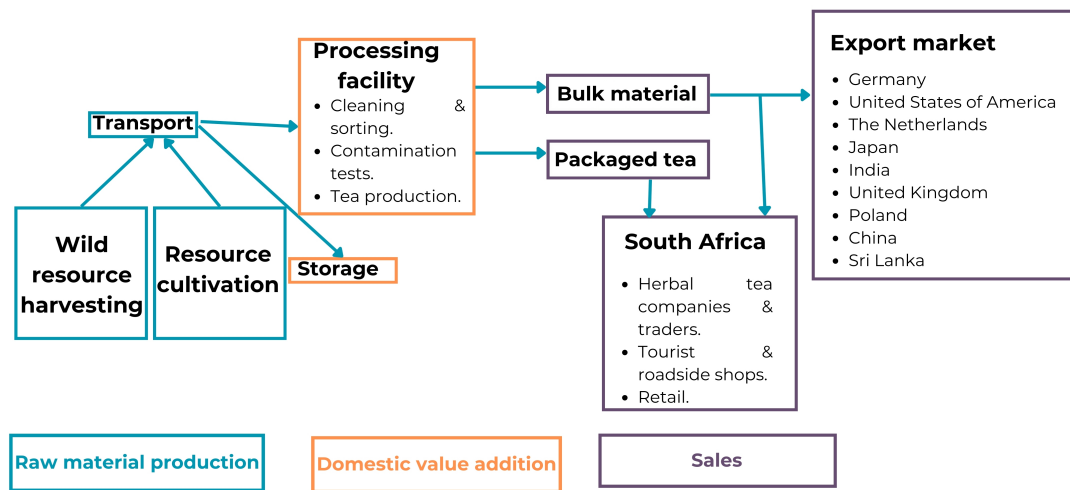 Transport
Wild
resource
harvesting
Resource
cultivation
Storage
Processing
facility
• Cleaning &
sorting.
• Contamination
tests.
• Tea production.
Bulk material
Packaged tea
South Africa
• Herbal tea
companies &
traders.
• Tourist &
roadside shops.
• Retail.
Export market
• Germany
• United States of America
• The Netherlands
• Japan
• India
• United Kingdom
• Poland
• China
• Sri Lanka
Raw material production
Domestic value addition
Sales